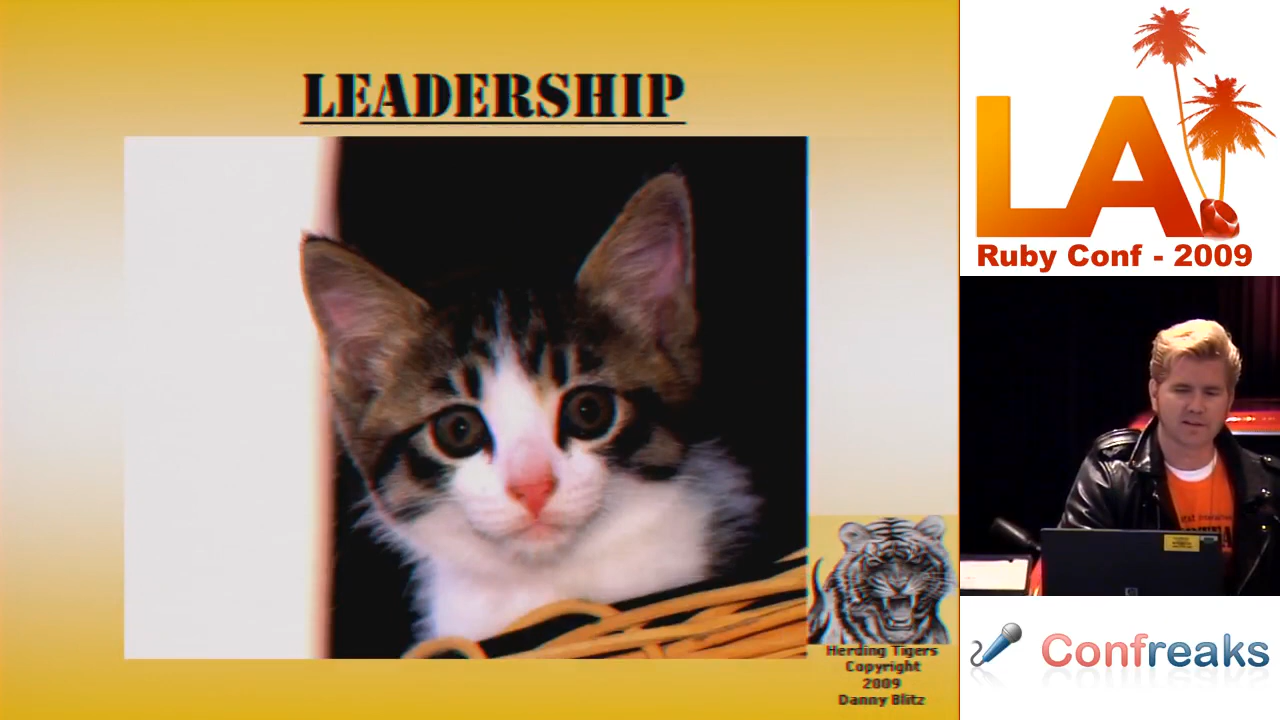 LEADERSHIP
Herding Tigers
Copyright
2009
Danny Blitz
LA
Ruby Conf - 2009
Confreaks